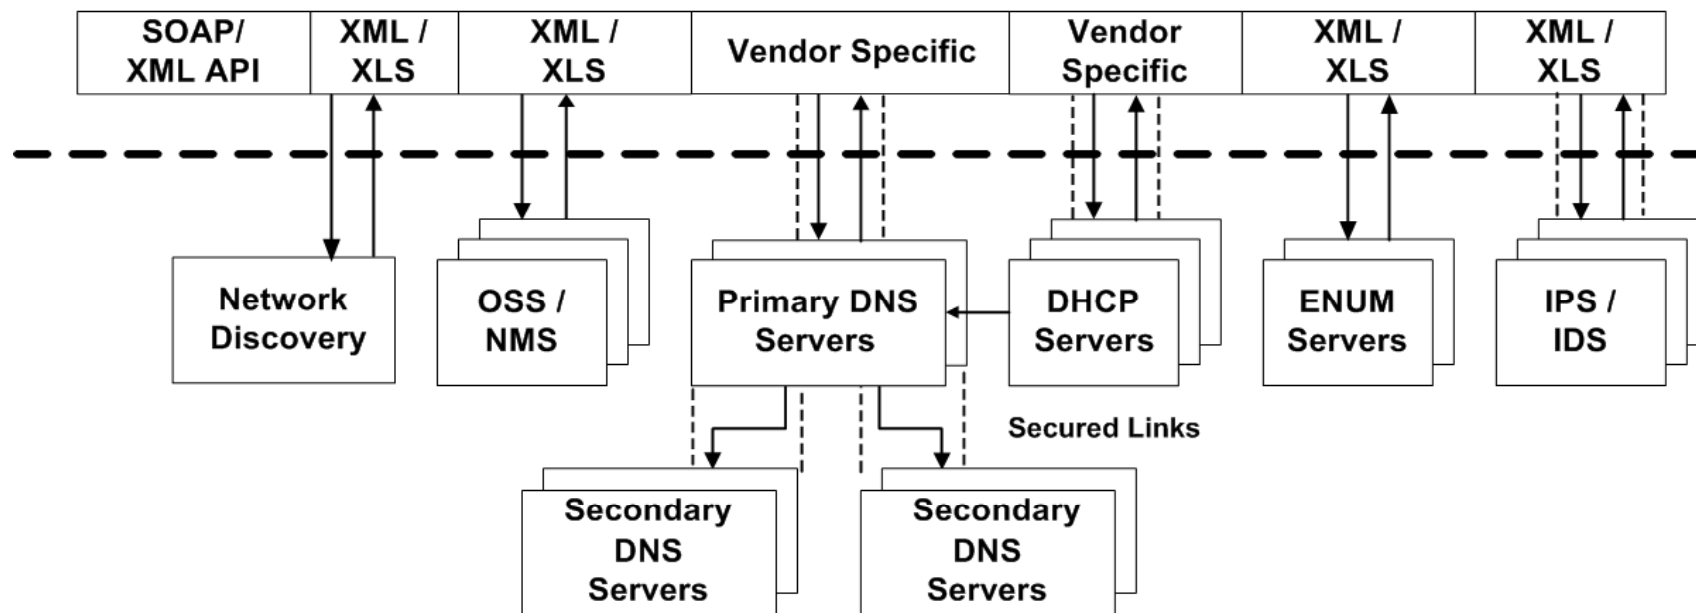 SOAP/
XML API
XML /
XLS
XML /
XLS
Vendor Specific
Vendor
Specific
XML /
XLS
XML /
XLS
Network
Discovery
OSS /
NMS
Primary DNS
Servers
DHCP
Servers
ENUM
Servers
IPS /
IDS
Secured Links
Secondary
DNS
Servers
Secondary
DNS
Servers